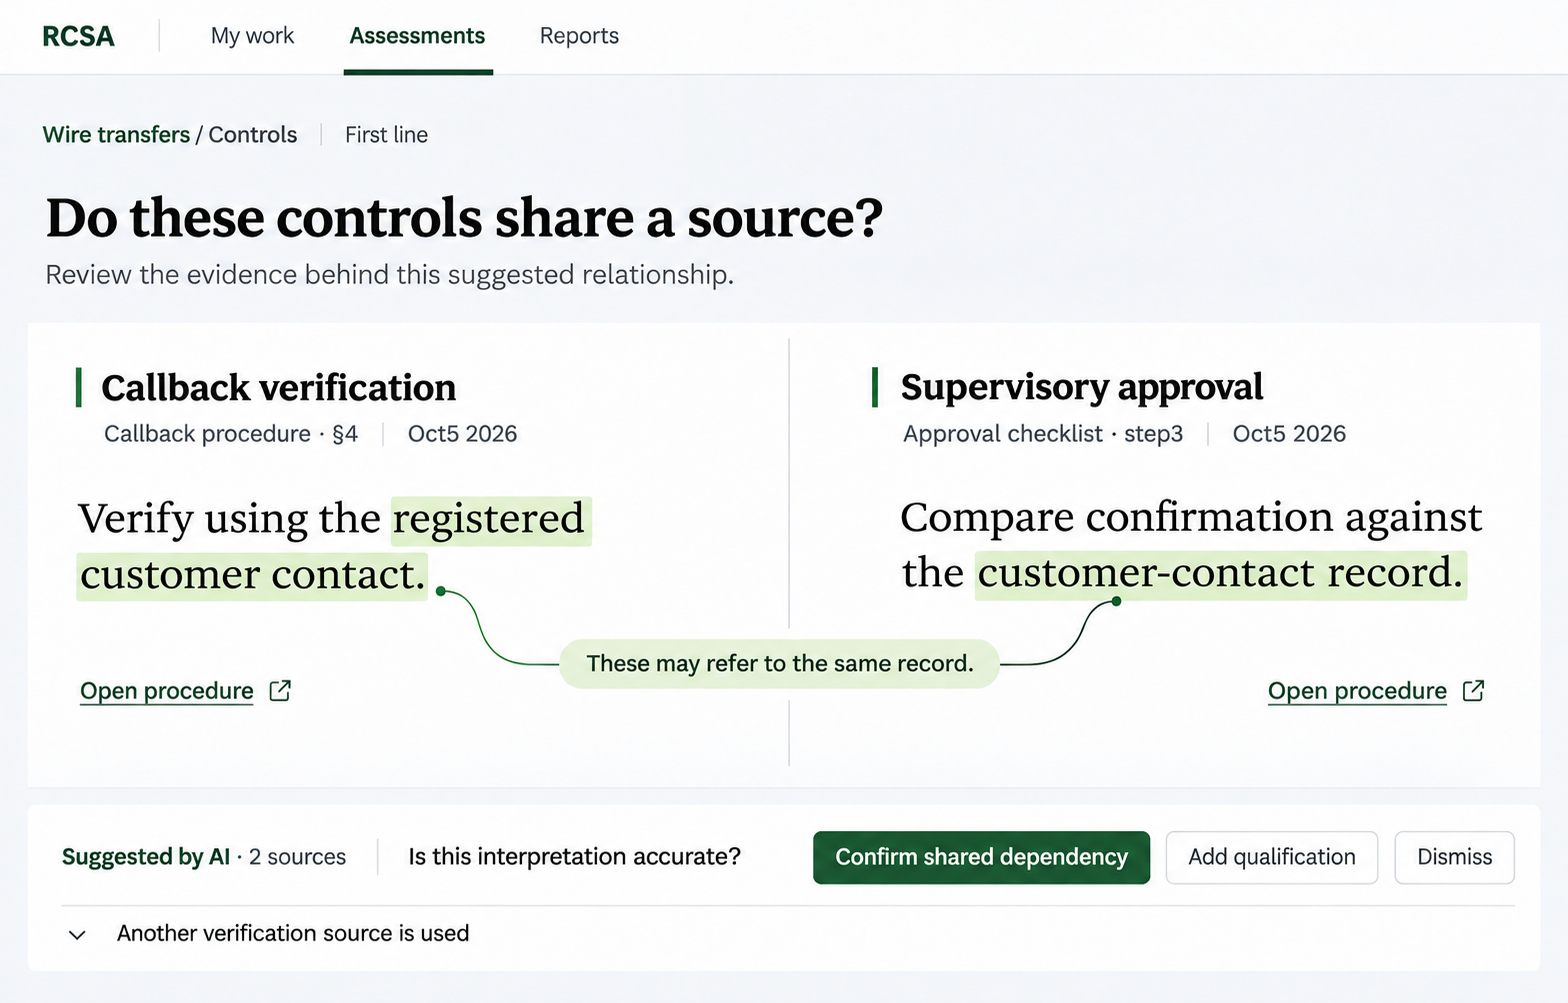 RCSA
My work
Assessments
Reports
Wire transfers / Controls
First line
Do these controls share a source?
Review the evidence behind this suggested relationship.
Callback verification
Callback procedure · §4
Oct5 2026
Verify using the registered
customer contact.
Open procedure
Supervisory approval
Approval checklist · step3
Oct5 2026
Compare confirmation against
the customer-contact record.
Open procedure
These may refer to the same record.
Suggested by AI · 2 sources
Is this interpretation accurate?
Confirm shared dependency
Add qualification
Dismiss
Another verification source is used